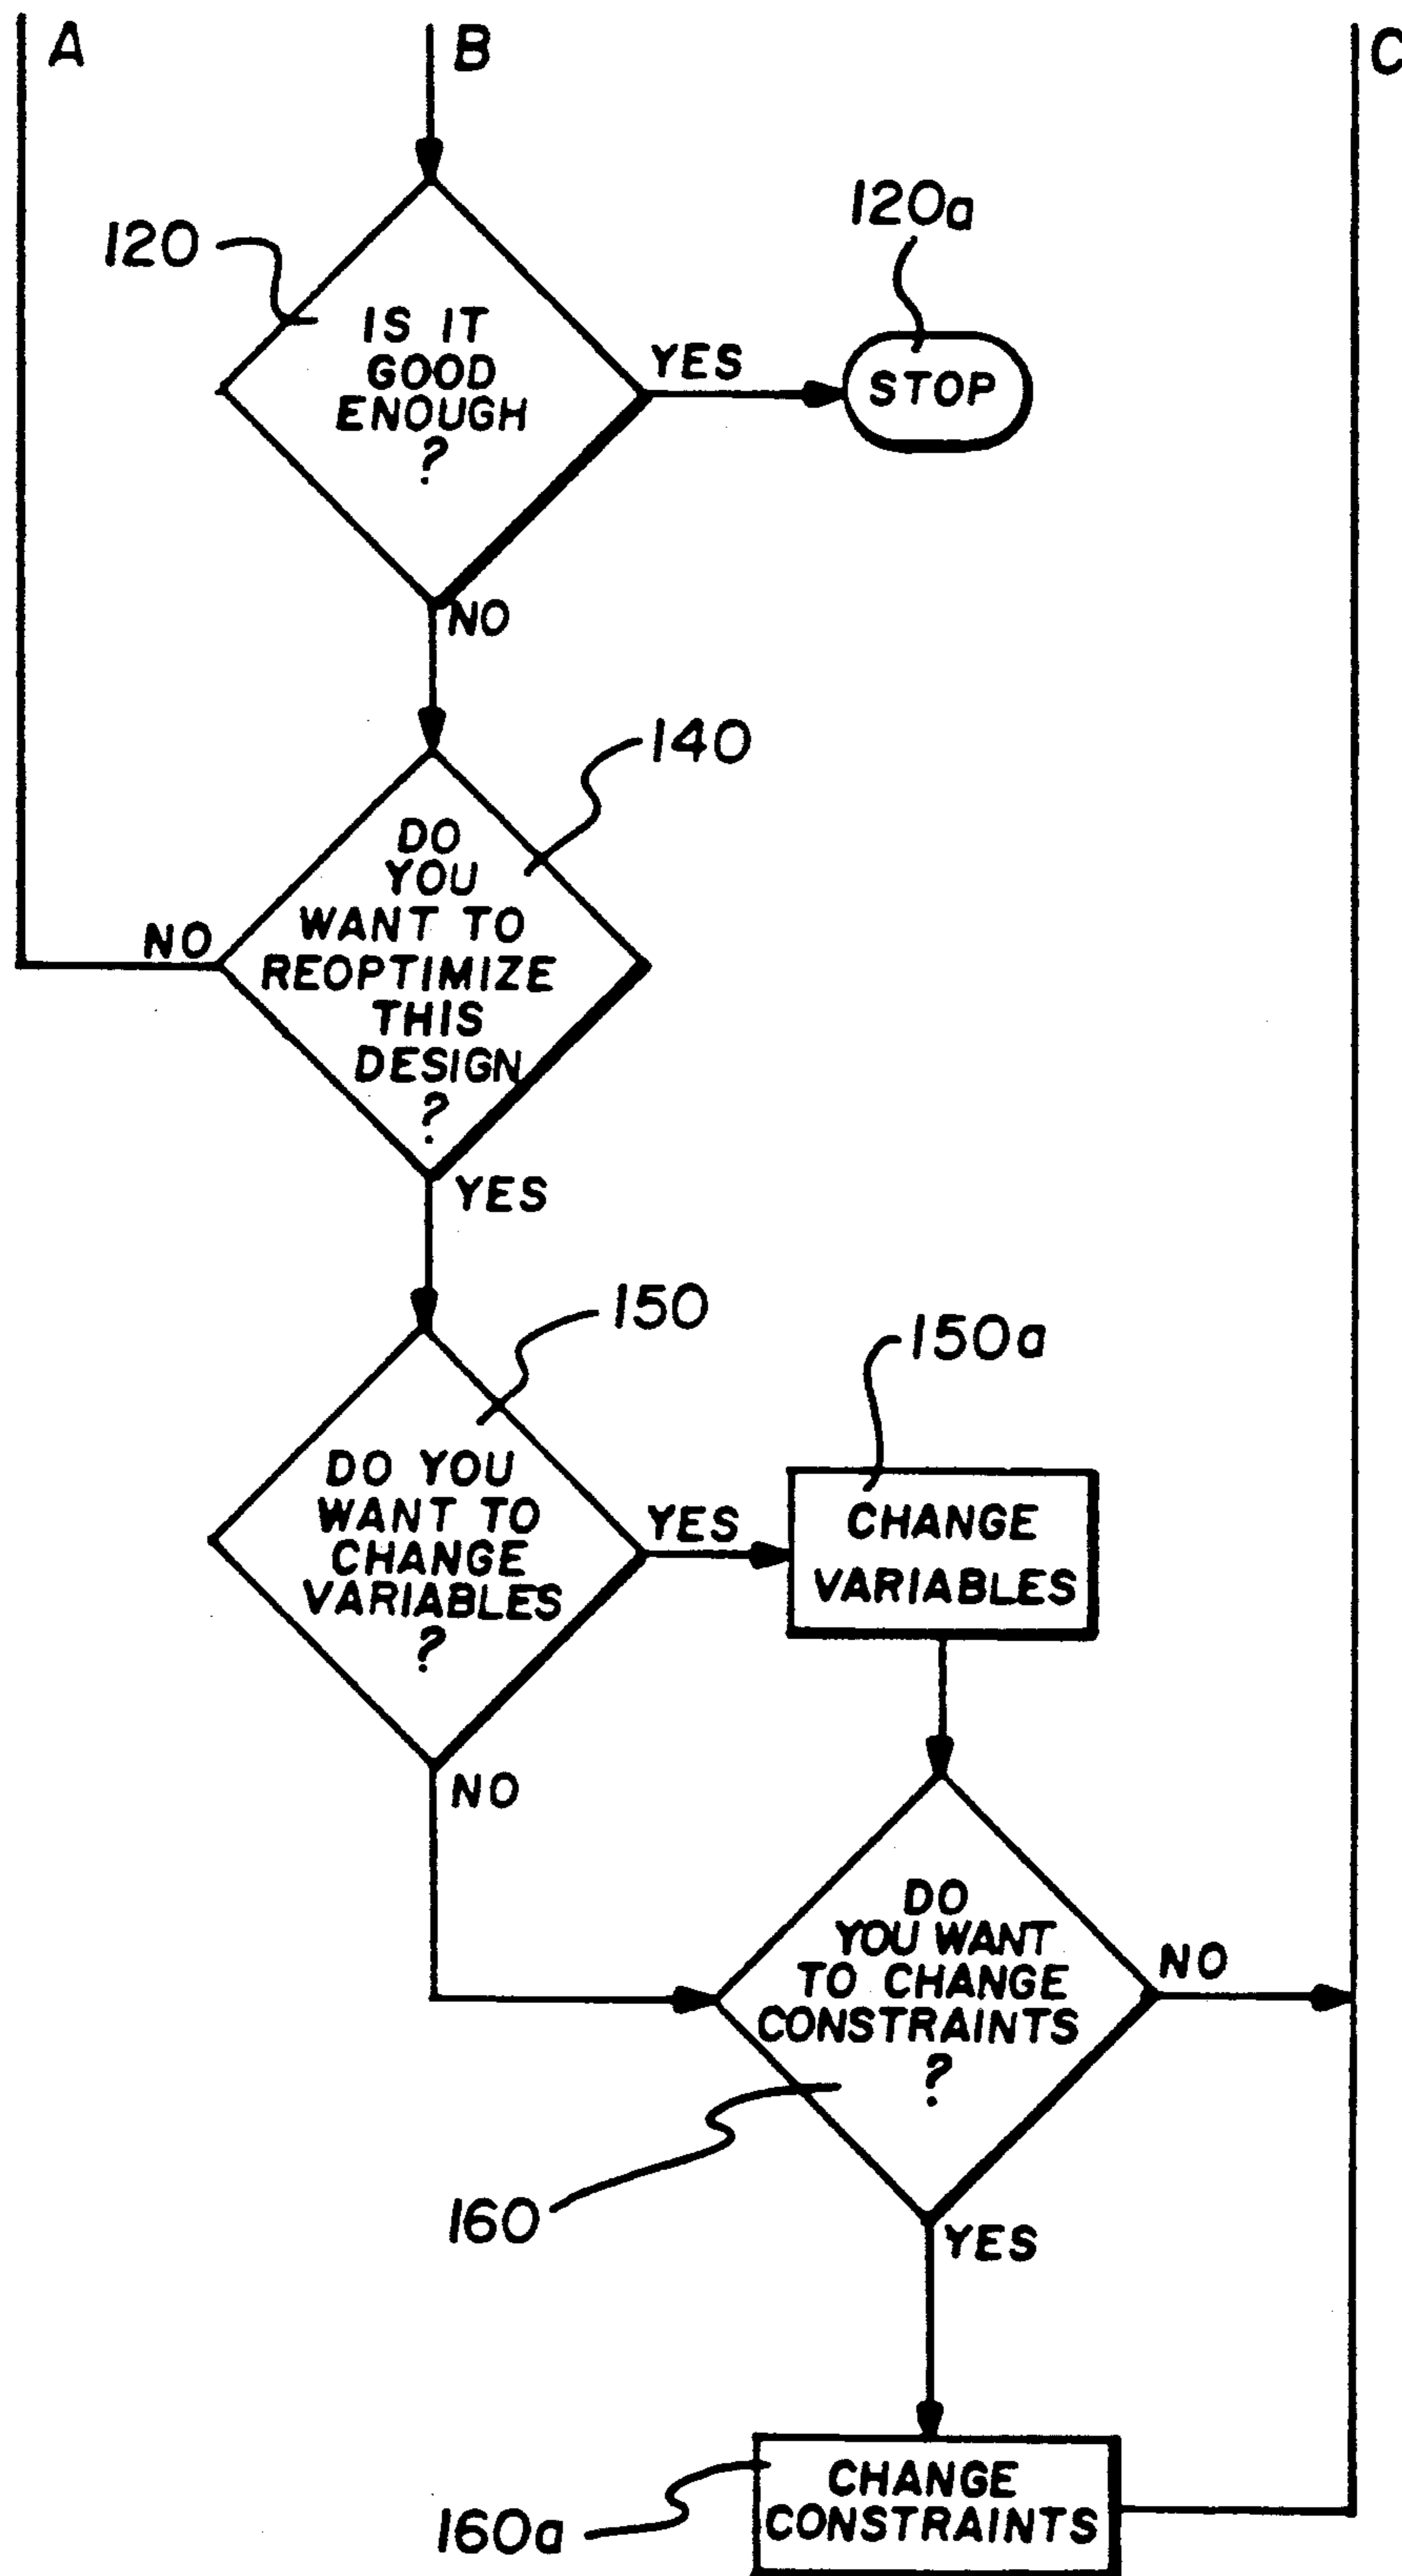 A
B
C
120
120a
IS IT
GOOD
ENOUGH
?
YES
STOP
NO
140
DO
YOU
WANT TO
REOPTIMIZE
THIS
DESIGN
?
NO
YES
150
150a
DO YOU
WANT TO
CHANGE
VARIABLES
?
YES
CHANGE
VARIABLES
NO
DO
YOU WANT
TO CHANGE
CONSTRAINTS
?
NO
160
YES
CHANGE
CONSTRAINTS
160a